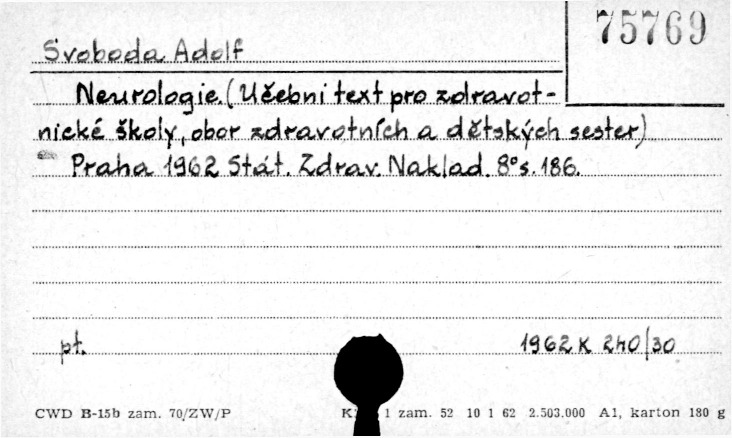 75769
Svoboda Adolf
Neurologie. (Učební text pro zdravot-
nické školy, obor zdravotních a dětských sester)
Praha 1962 Stát. Zdrav. Naklad. 8° s. 186.
pt. 1962 K 240/30
CWD B-15b zam. 70/ZW/P 1 zam. 52 10 1 62 2.503.000 A1, karton 180 g